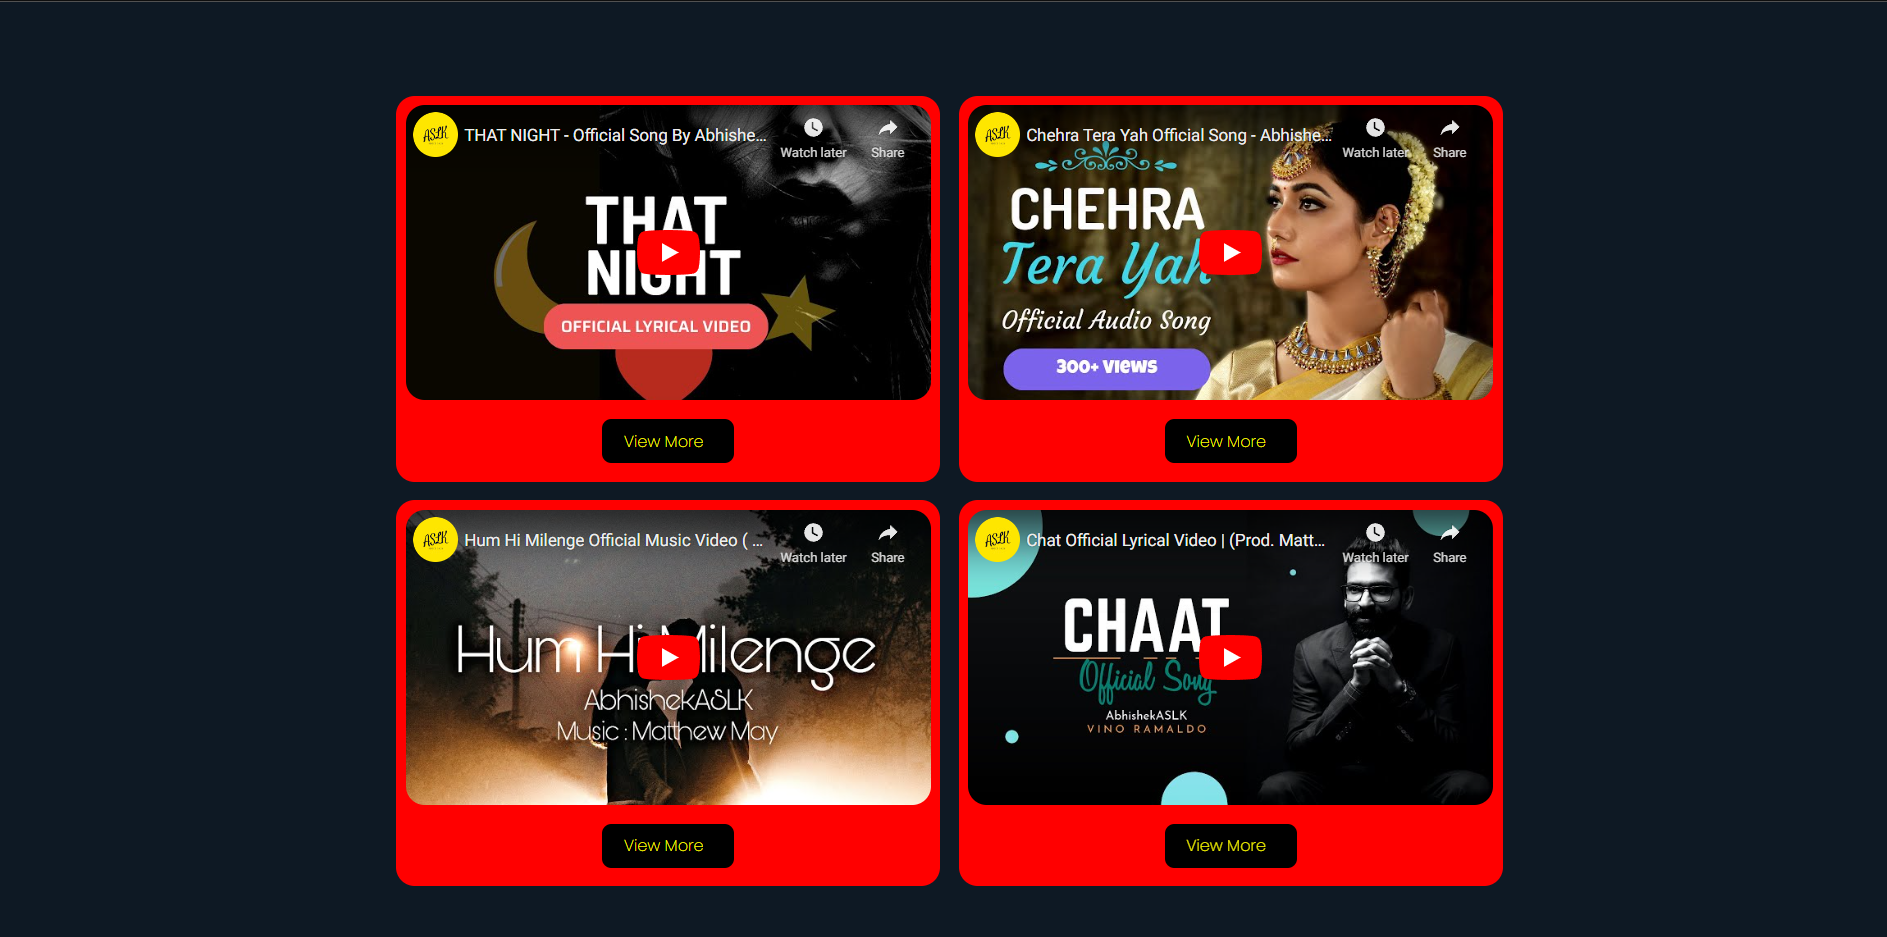 ASLK
THAT NIGHT - Official Song By Abhishe...
Watch later
Share
THAT
NIGHT
OFFICIAL LYRICAL VIDEO
View More
ASLK
Chehra Tera Yah Official Song - Abhishe...
Watch later
Share
CHEHRA
Tera Yah
Official Audio Song
300+ Views
View More
ASLK
Hum Hi Milenge Official Music Video ( ...
Watch later
Share
Hum Hi Milenge
AbhishekASLK
Music : Matthew May
View More
ASLK
Chat Official Lyrical Video | (Prod. Matt...
Watch later
Share
CHAAT
Official Song
AbhishekASLK
VINO RAMALDO
View More